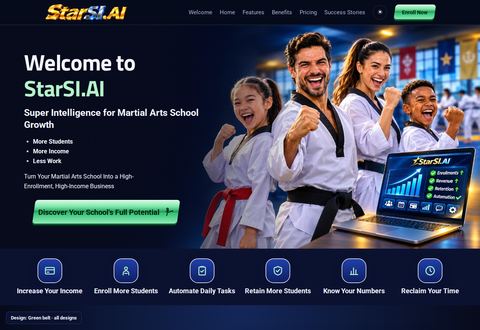 StarSI.AI
Welcome Home Features Benefits Pricing Success Stories Enroll Now
Welcome to
StarSI.AI
Super Intelligence for Martial Arts School
Growth
• More Students
• More Income
• Less Work
Turn Your Martial Arts School Into a High-
Enrollment, High-Income Business
Discover Your School's Full Potential
StarSI.AI
Enrollments
Revenue
Retention
Automation
Increase Your Income
Enroll More Students
Automate Daily Tasks
Retain More Students
Know Your Numbers
Reclaim Your Time
Design: Green belt · all designs